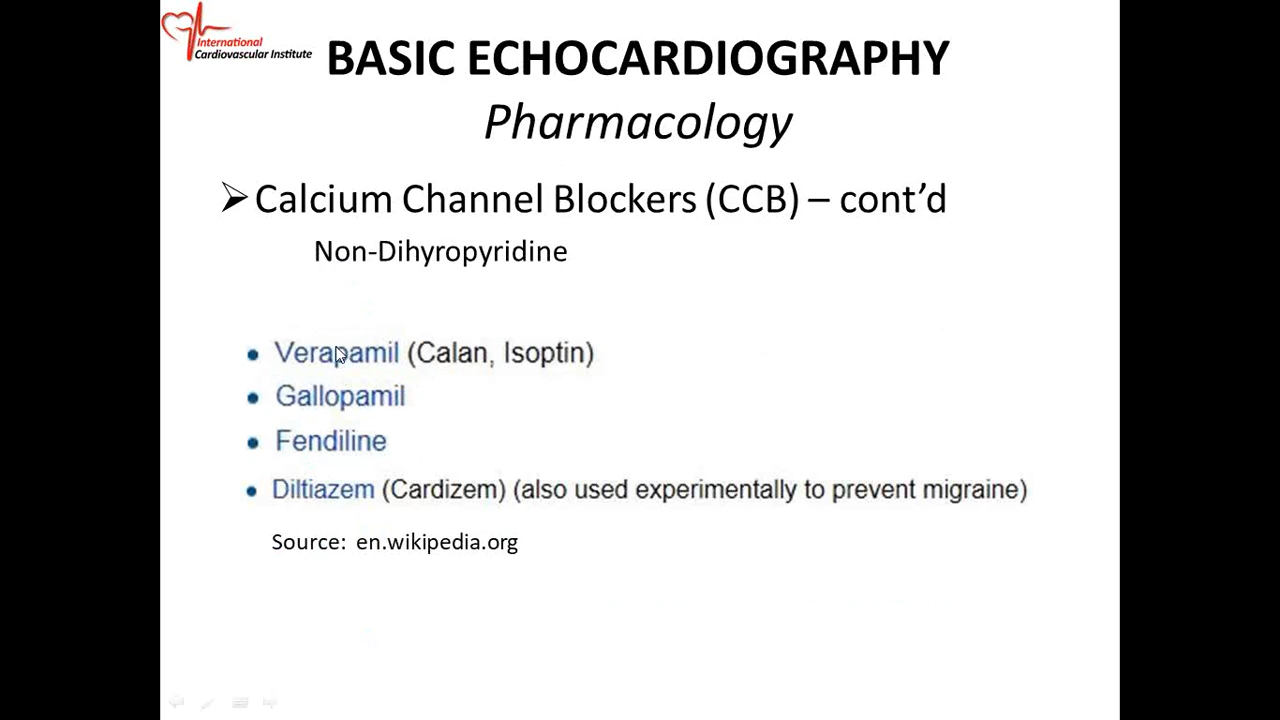 International
Cardiovascular Institute
BASIC ECHOCARDIOGRAPHY
Pharmacology
➢ Calcium Channel Blockers (CCB) – cont’d
Non-Dihyropyridine
• Verapamil (Calan, Isoptin)
• Gallopamil
• Fendiline
• Diltiazem (Cardizem) (also used experimentally to prevent migraine)
Source: en.wikipedia.org